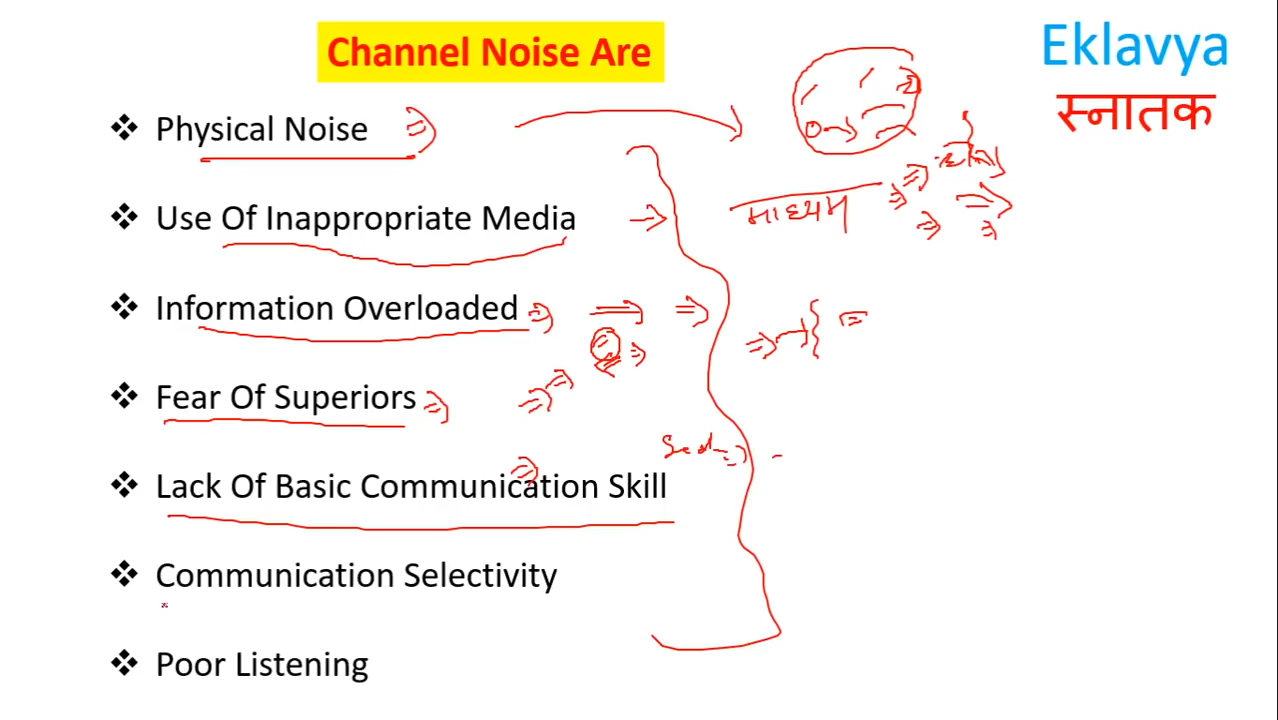 Channel Noise Are
Eklavya
स्नातक
❖ Physical Noise
❖ Use Of Inappropriate Media
माध्यम
❖ Information Overloaded
❖ Fear Of Superiors
❖ Lack Of Basic Communication Skill
❖ Communication Selectivity
❖ Poor Listening